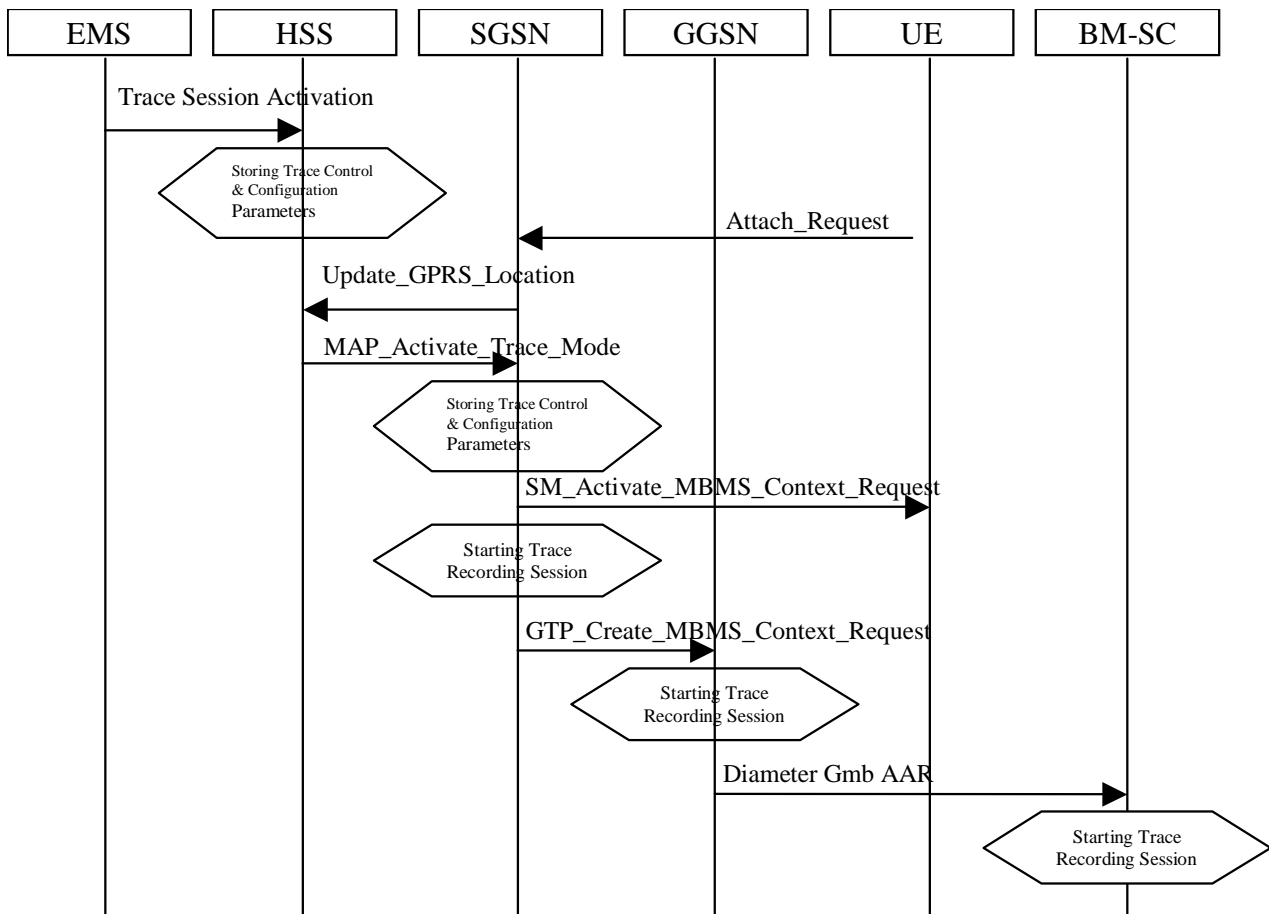 EMS
HSS
SGSN
GGSN
UE
BM-SC
Trace Session Activation
Storing Trace Control
& Configuration
Parameters
Attach_Request
Update_GPRS_Location
MAP_Activate_Trace_Mode
Storing Trace Control
& Configuration
Parameters
SM_Activate_MBMS_Context_Request
Starting Trace
Recording Session
GTP_Create_MBMS_Context_Request
Starting Trace
Recording Session
Diameter Gmb AAR
Starting Trace
Recording Session